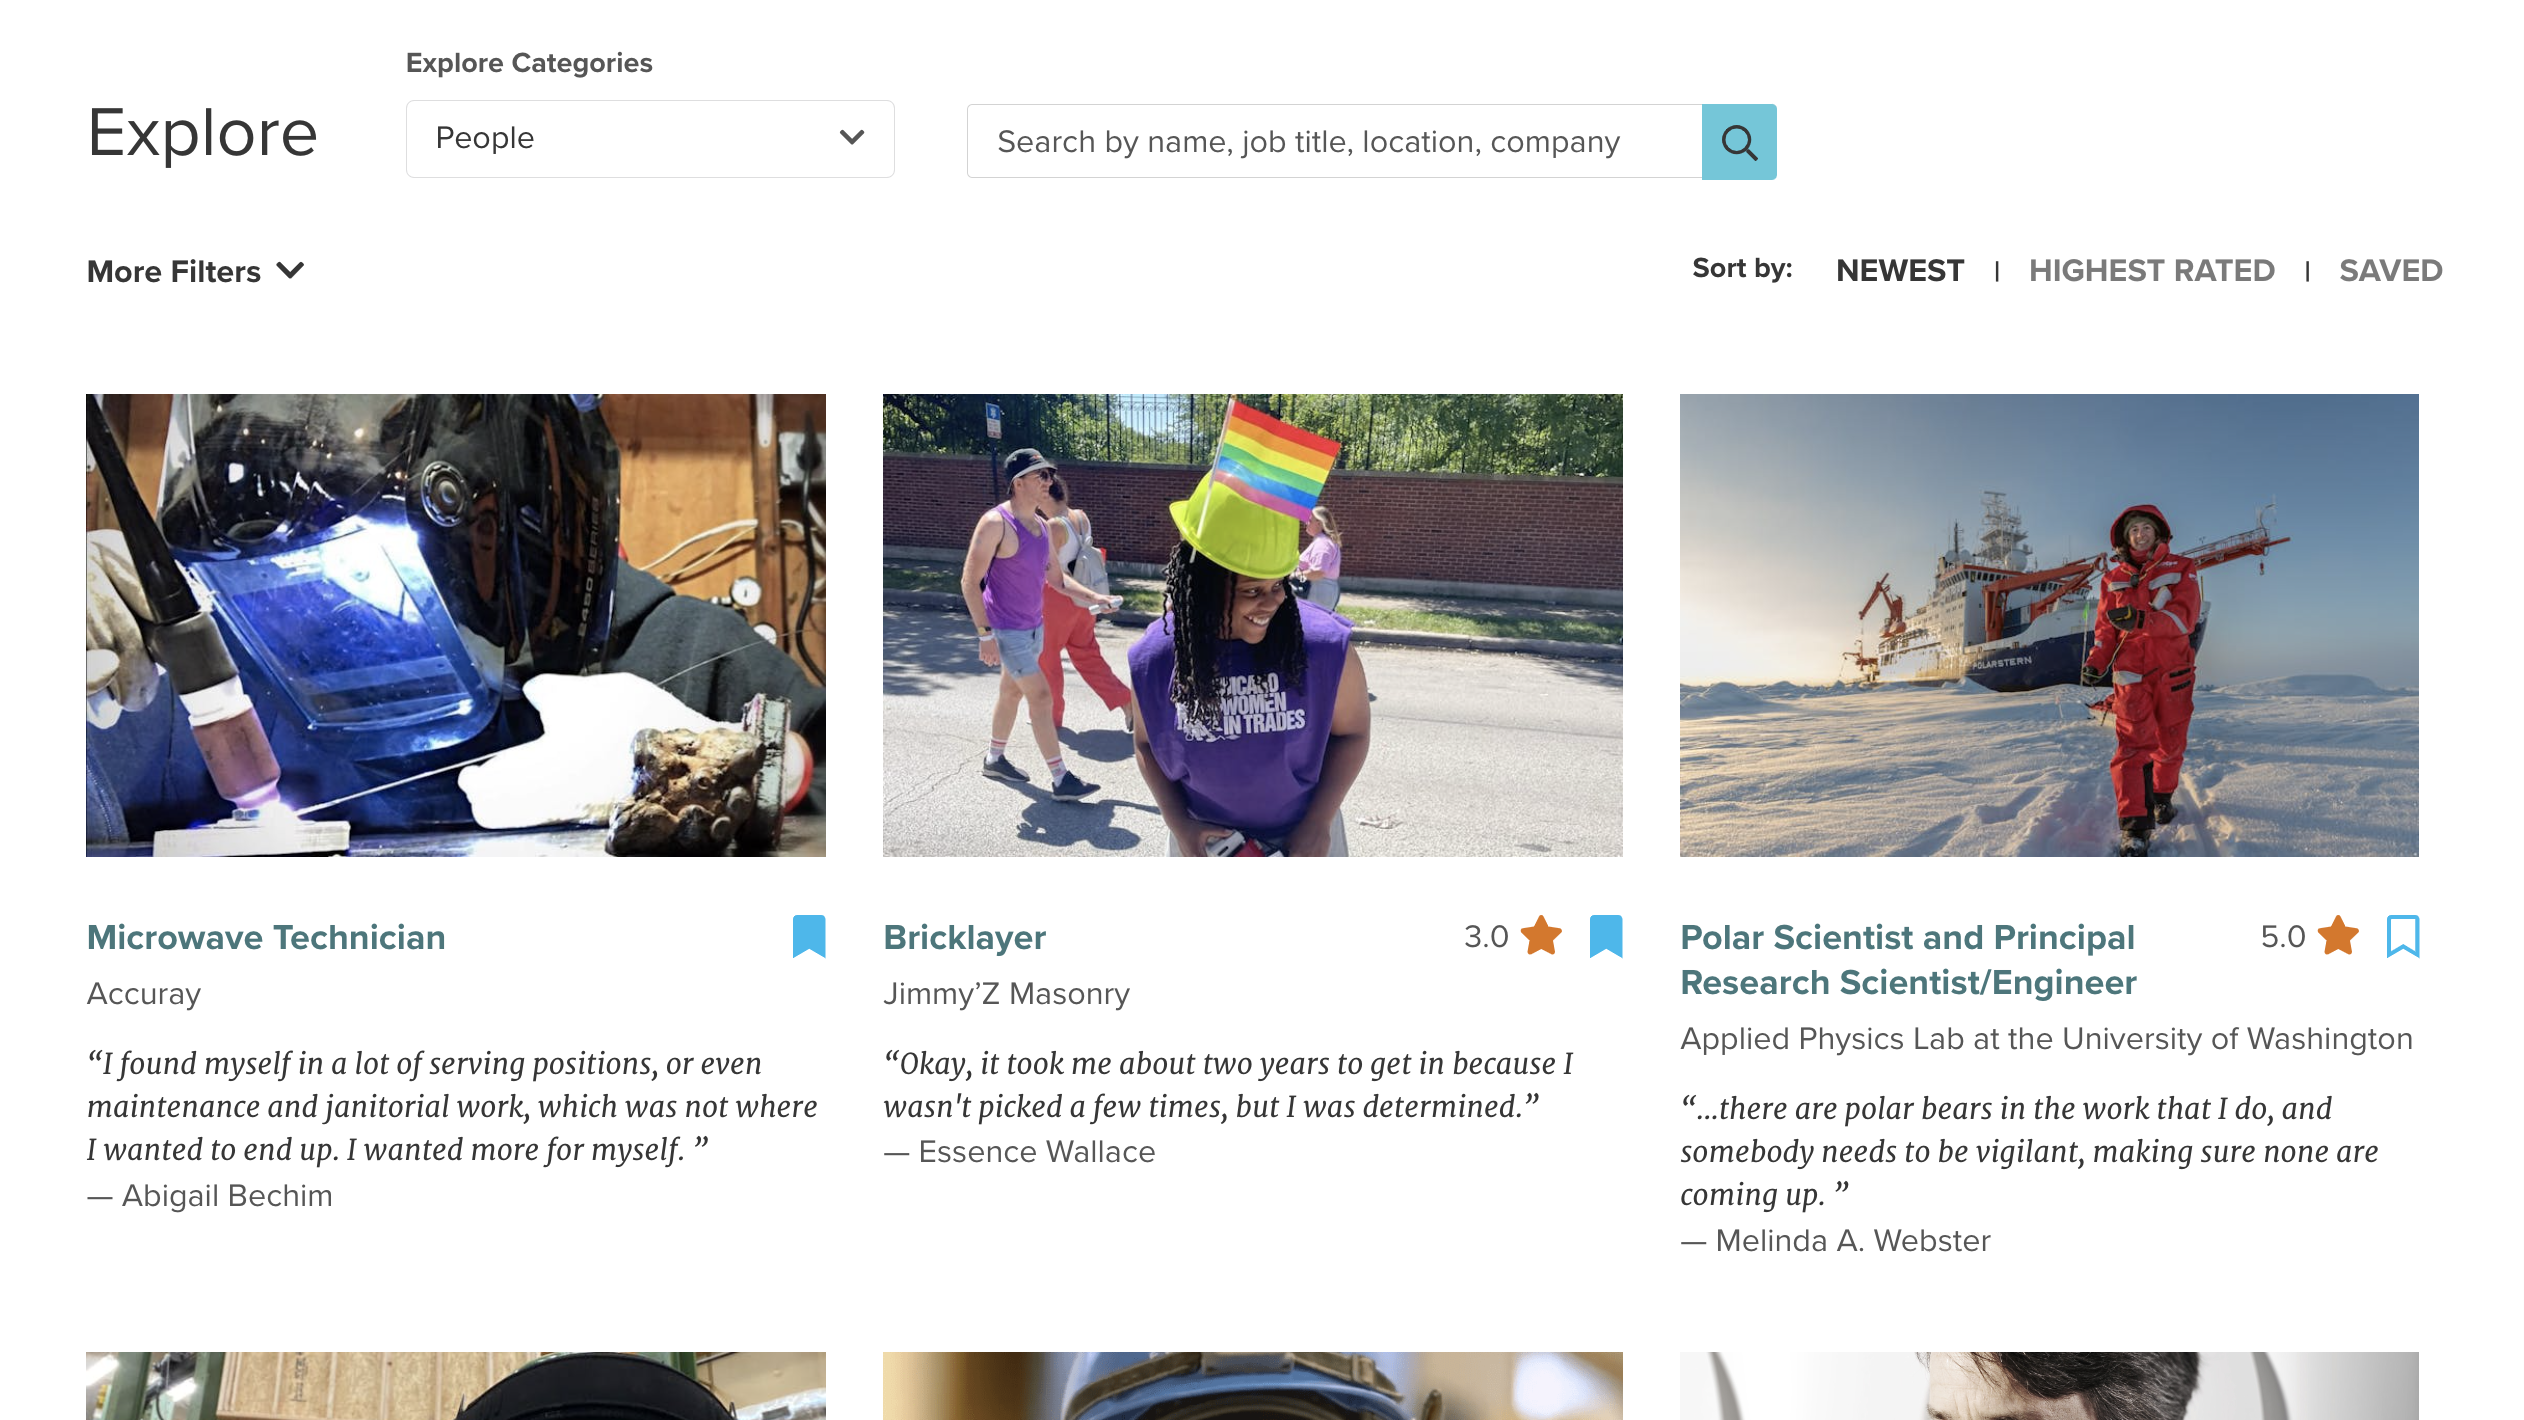 Explore Categories
Explore
People
Search by name, job title, location, company
More Filters
Sort by:
NEWEST
|
HIGHEST RATED
|
SAVED
POLARSTERN
WOMEN
IN TRADES
Microwave Technician
Accuray
“I found myself in a lot of serving positions, or even
maintenance and janitorial work, which was not where
I wanted to end up. I wanted more for myself. ”
— Abigail Bechim
Bricklayer
3.0
Jimmy’Z Masonry
“Okay, it took me about two years to get in because I
wasn't picked a few times, but I was determined.”
— Essence Wallace
Polar Scientist and Principal
Research Scientist/Engineer
5.0
Applied Physics Lab at the University of Washington
“...there are polar bears in the work that I do, and
somebody needs to be vigilant, making sure none are
coming up. ”
— Melinda A. Webster